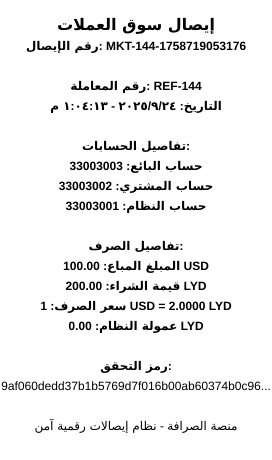 إيصال سوق العملات
رقم الإيصال: MKT-144-1758719053176
رقم المعاملة: REF-144
التاريخ: ٢٠٢٥/٩/٢٤ - ١:٠٤:١٣ م
تفاصيل الحسابات:
حساب البائع: 33003003
حساب المشتري: 33003002
حساب النظام: 33003001
تفاصيل الصرف:
المبلغ المباع: 100.00 USD
قيمة الشراء: 200.00 LYD
سعر الصرف: 1 USD = 2.0000 LYD
عمولة النظام: 0.00 LYD
رمز التحقق:
9af060dedd37b1b5769d7f016b00ab60374b0c96...
منصة الصرافة - نظام إيصالات رقمية آمن